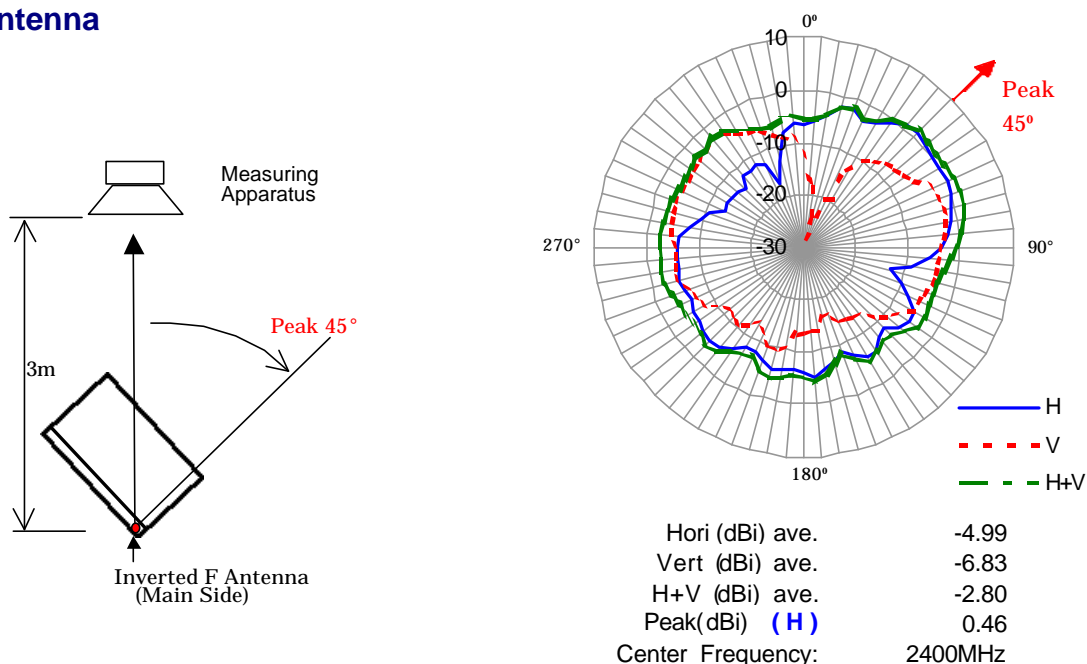 ntenna
Measuring
Apparatus
Peak 45°
3m
Inverted F Antenna
(Main Side)
0º
10
0
-10
-20
-30
Peak
45º
270°
90°
180º
H
V
H+V
Hori (dBi) ave. -4.99
Vert (dBi) ave. -6.83
H+V (dBi) ave. -2.80
Peak(dBi) (H) 0.46
Center Frequency: 2400MHz